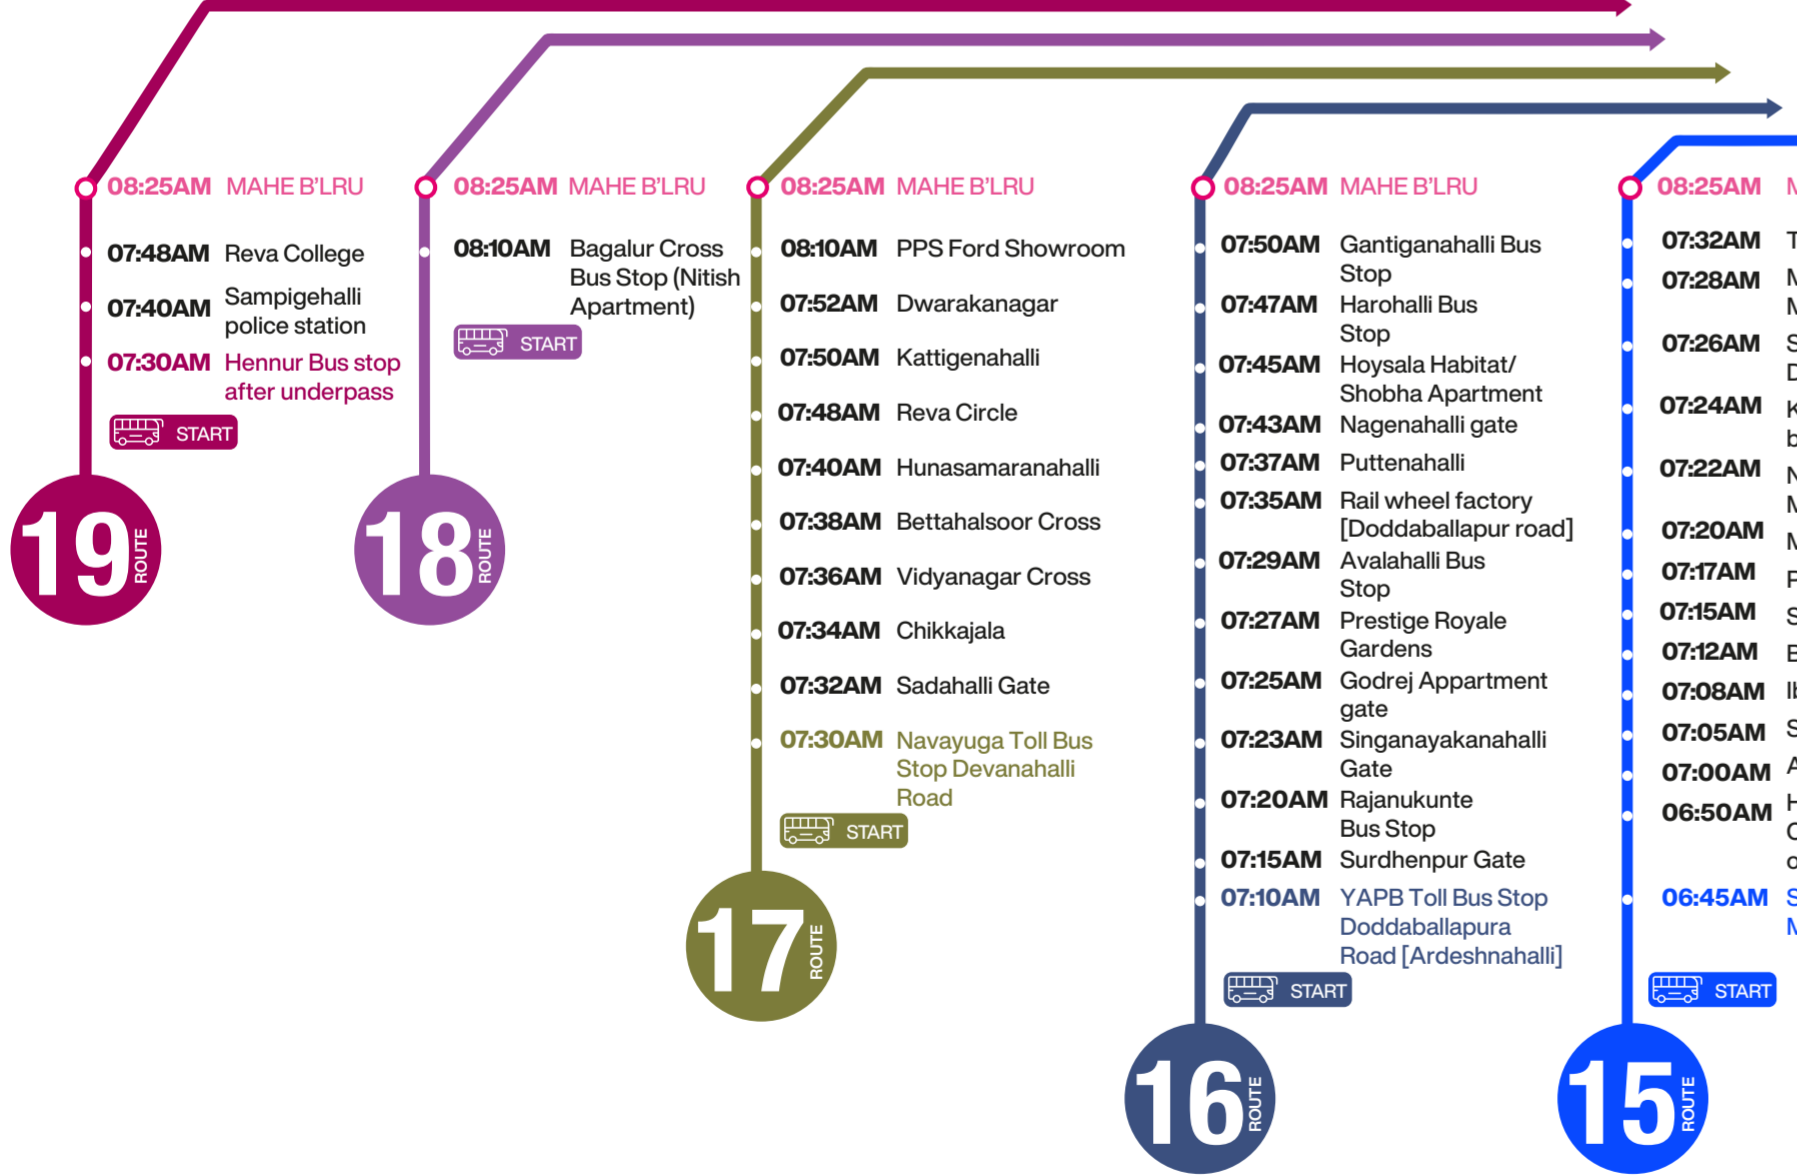 08:25AM MAHE B'LRU
07:48AM Reva College
07:40AM Sampigehalli
police station
07:30AM Hennur Bus stop
after underpass
START
19 ROUTE
08:25AM MAHE B'LRU
08:10AM Bagalur Cross
Bus Stop (Nitish
Apartment)
START
18 ROUTE
08:25AM MAHE B'LRU
08:10AM PPS Ford Showroom
07:52AM Dwarakanagar
07:50AM Kattigenahalli
07:48AM Reva Circle
07:40AM Hunasamaranahalli
07:38AM Bettahalsoor Cross
07:36AM Vidyanagar Cross
07:34AM Chikkajala
07:32AM Sadahalli Gate
07:30AM Navayuga Toll Bus
Stop Devanahalli
Road
START
17 ROUTE
08:25AM MAHE B'LRU
07:50AM Gantiganahalli Bus
Stop
07:47AM Harohalli Bus
Stop
07:45AM Hoysala Habitat/
Shobha Apartment
07:43AM Nagenahalli gate
07:37AM Puttenahalli
07:35AM Rail wheel factory
[Doddaballapur road]
07:29AM Avalahalli Bus
Stop
07:27AM Prestige Royale
Gardens
07:25AM Godrej Appartment
gate
07:23AM Singanayakanahalli
Gate
07:20AM Rajanukunte
Bus Stop
07:15AM Surdhenpur Gate
07:10AM YAPB Toll Bus Stop
Doddaballapura
Road [Ardeshnahalli]
START
16 ROUTE
08:25AM
07:32AM
07:28AM
07:26AM
07:24AM
07:22AM
07:20AM
07:17AM
07:15AM
07:12AM
07:08AM
07:05AM
07:00AM
06:50AM
06:45AM
START
15 ROUTE